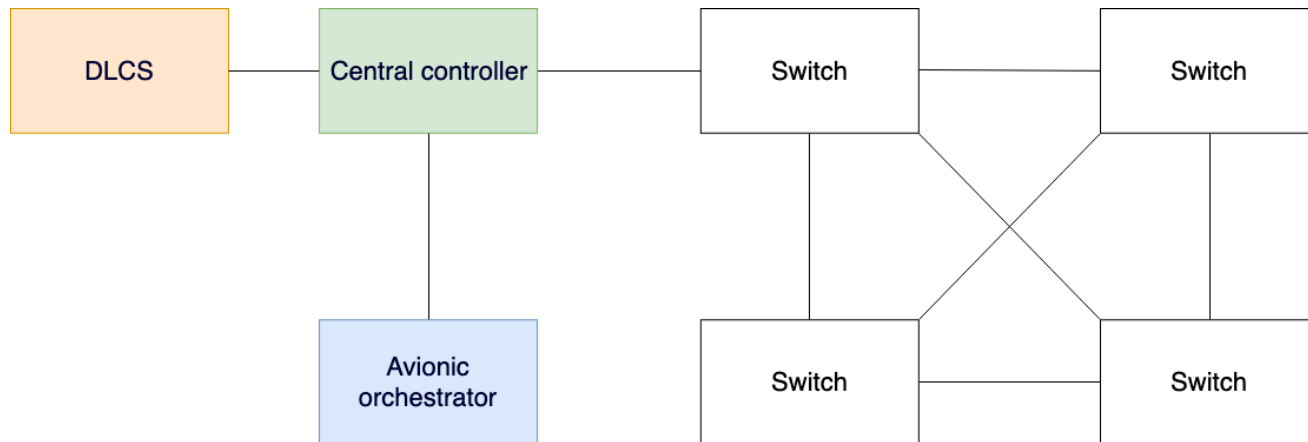 DLCS
Central controller
Switch
Switch
Avionic
orchestrator
Switch
Switch